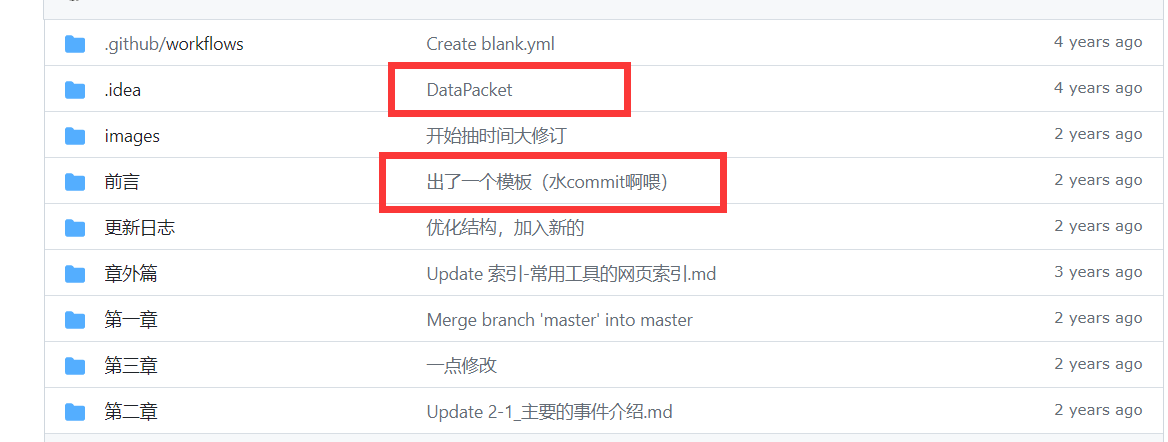 .github/workflows Create blank.yml 4 years ago
.idea DataPacket 4 years ago
images 开始抽时间大修订 2 years ago
前言 出了一个模板（水commit啊喂） 2 years ago
更新日志 优化结构，加入新的 2 years ago
章外篇 Update 索引-常用工具的网页索引.md 3 years ago
第一章 Merge branch 'master' into master 2 years ago
第三章 一点修改 2 years ago
第二章 Update 2-1_主要的事件介绍.md 2 years ago